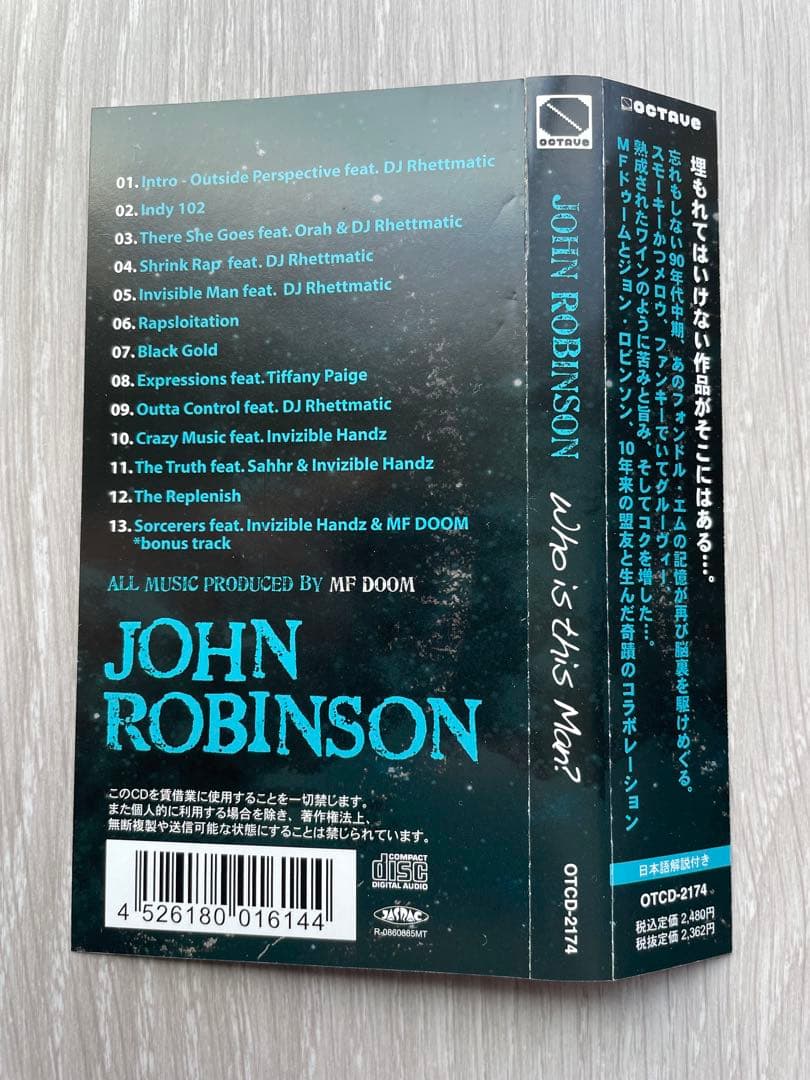 01. Intro - Outside Perspective feat. DJ Rhettmatic
02. Indy 102
03. There She Goes feat. Orah & DJ Rhettmatic
04. Shrink Rap feat. DJ Rhettmatic
05. Invisible Man feat. DJ Rhettmatic
06. Rapsloitation
07. Black Gold
08. Expressions feat. Tiffany Paige
09. Outta Control feat. DJ Rhettmatic
10. Crazy Music feat. Invizible Handz
11. The Truth feat. Sahhr & Invizible Handz
12. The Replenish
13. Sorcerers feat. Invizible Handz & MF DOOM
*bonus track
ALL MUSIC PRODUCED BY MF DOOM
JOHN
ROBINSON
このCDを賃借業に使用することを一切禁じます。
また個人的に利用する場合を除き、著作権法上、
無断複製や送信可能な状態にすることは禁じられています。
4 526180 016144
COMPACT
disc
DIGITAL AUDIO
JASRAC
R-0860885MT
OCTAVE
JOHN ROBINSON
Who is this Man?
OTCD-2174
OCTAVE
埋もれてはいけない作品がそこにはある…。
忘れもしない90年代中期、あのフォンドル・エムの記憶が再び脳裏を駆けめぐる。
スモーキーかつメロウ、ファンキーでいてグルーヴィー、
熟成されたワインのように苦みと旨み、そしてコクを増した…。
MFドゥームとジョン・ロビンソン、10年来の盟友と生んだ奇蹟のコラボレーション
日本語解説付き
OTCD-2174
税込定価 2,480円
税抜定価 2,362円